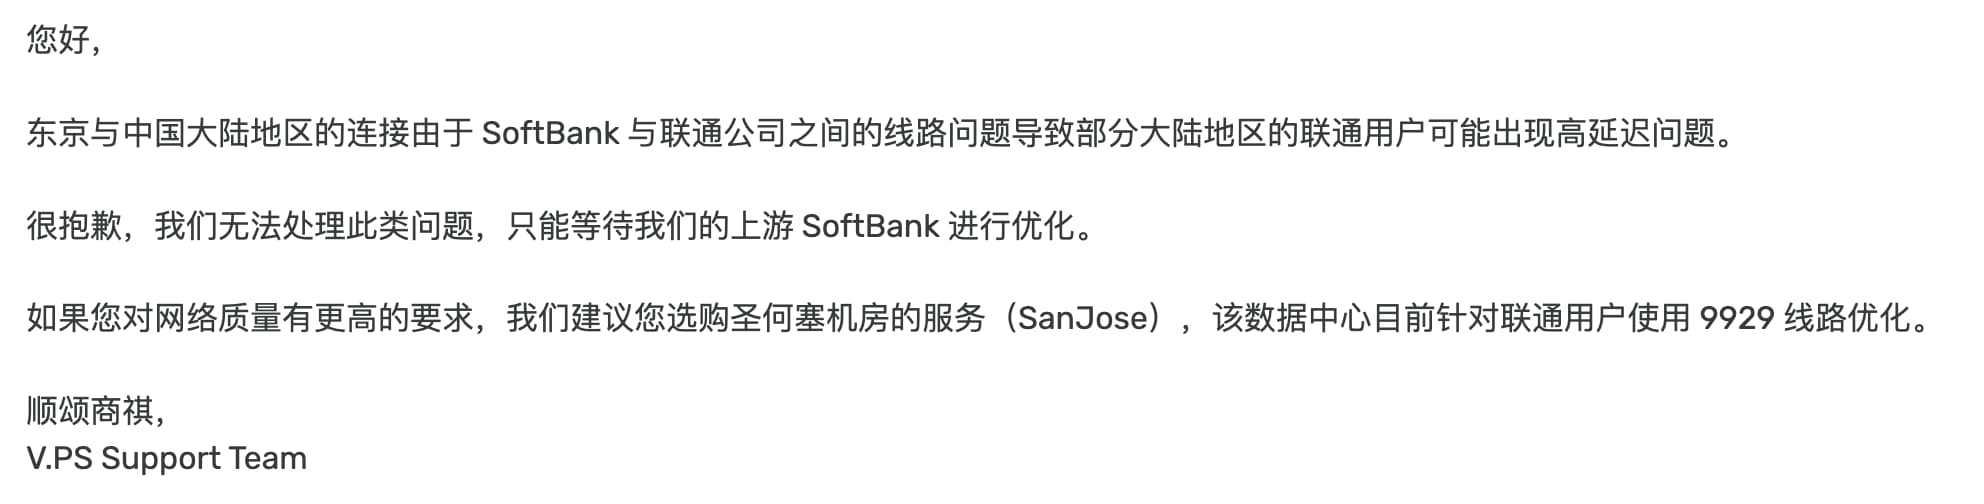 您好，
东京与中国大陆地区的连接由于 SoftBank 与联通公司之间的线路问题导致部分大陆地区的联通用户可能出现高延迟问题。
很抱歉，我们无法处理此类问题，只能等待我们的上游 SoftBank 进行优化。
如果您对网络质量有更高的要求，我们建议您选购圣何塞机房的服务（SanJose），该数据中心目前针对联通用户使用 9929 线路优化。
顺颂商祺，
V.PS Support Team